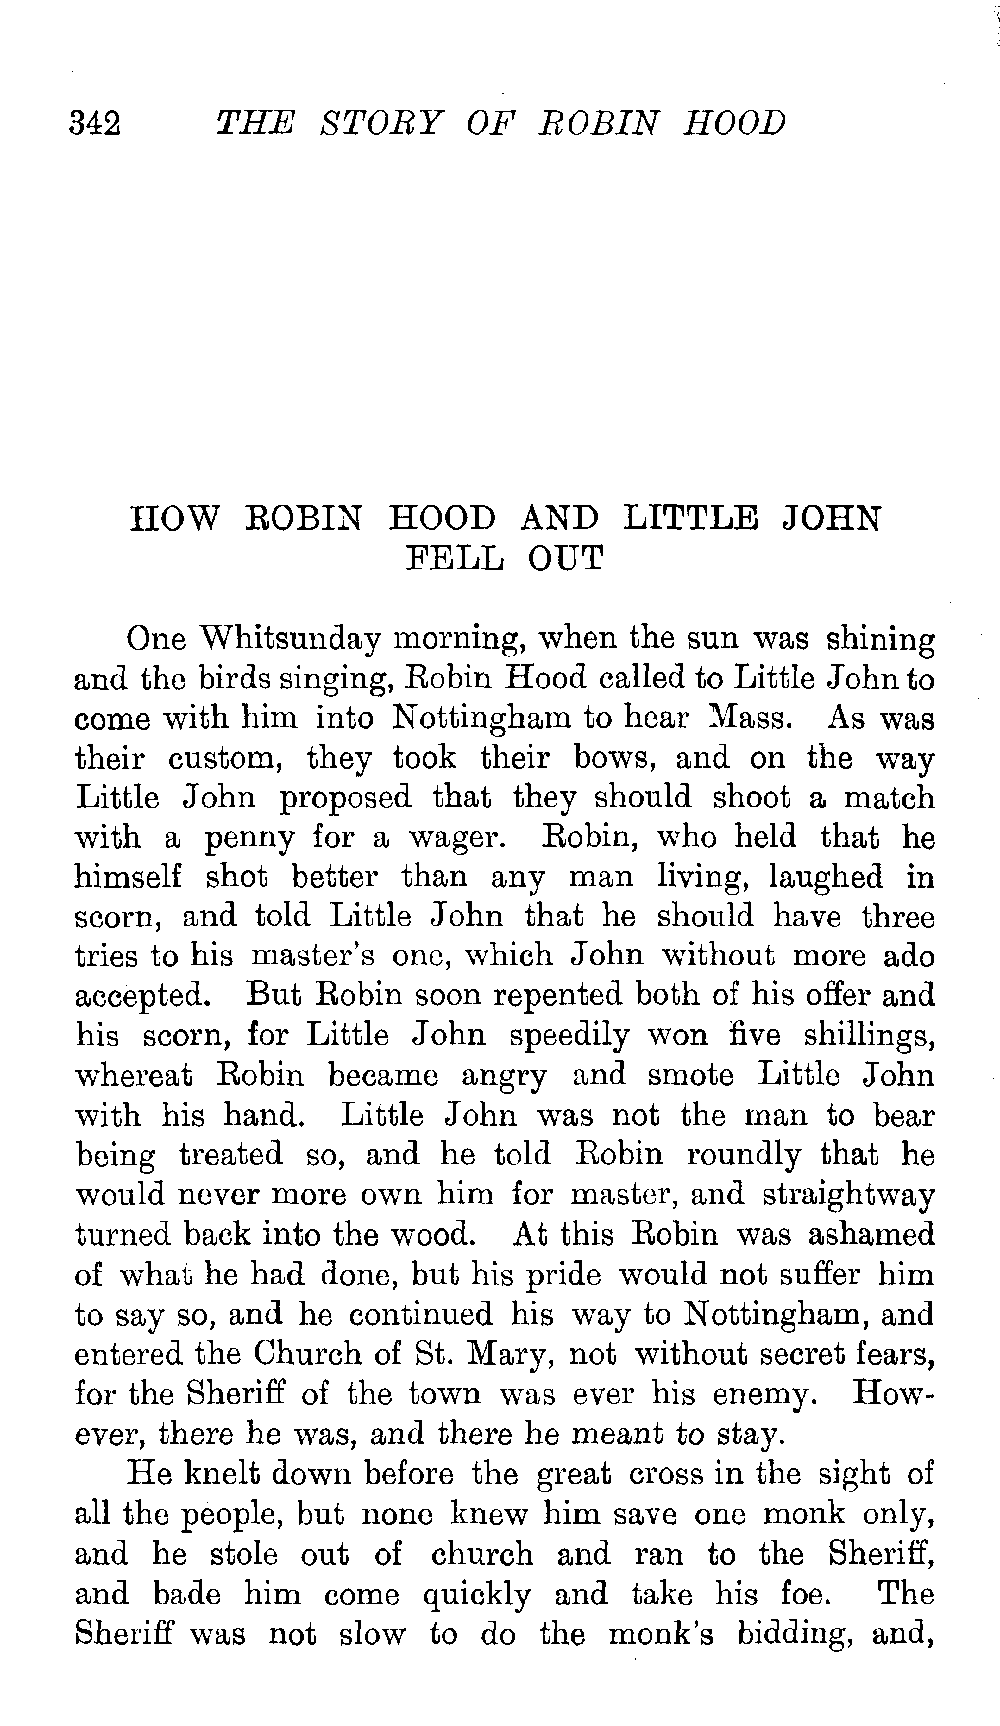 342 THE STORY OF ROBIN HOOD
HOW ROBIN HOOD AND LITTLE JOHN
FELL OUT
One Whitsunday morning, when the sun was shining
and the birds singing, Robin Hood called to Little John to
come with him into Nottingham to hear Mass. As was
their custom, they took their bows, and on the way
Little John proposed that they should shoot a match
with a penny for a wager. Robin, who held that he
himself shot better than any man living, laughed in
scorn, and told Little John that he should have three
tries to his master's one, which John without more ado
accepted. But Robin soon repented both of his offer and
his scorn, for Little John speedily won five shillings,
whereat Robin became angry and smote Little John
with his hand. Little John was not the man to bear
being treated so, and he told Robin roundly that he
would never more own him for master, and straightway
turned back into the wood. At this Robin was ashamed
of what he had done, but his pride would not suffer him
to say so, and he continued his way to Nottingham, and
entered the Church of St. Mary, not without secret fears,
for the Sheriff of the town was ever his enemy. How-
ever, there he was, and there he meant to stay.
He knelt down before the great cross in the sight of
all the people, but none knew him save one monk only,
and he stole out of church and ran to the Sheriff,
and bade him come quickly and take his foe. The
Sheriff was not slow to do the monk's bidding, and,